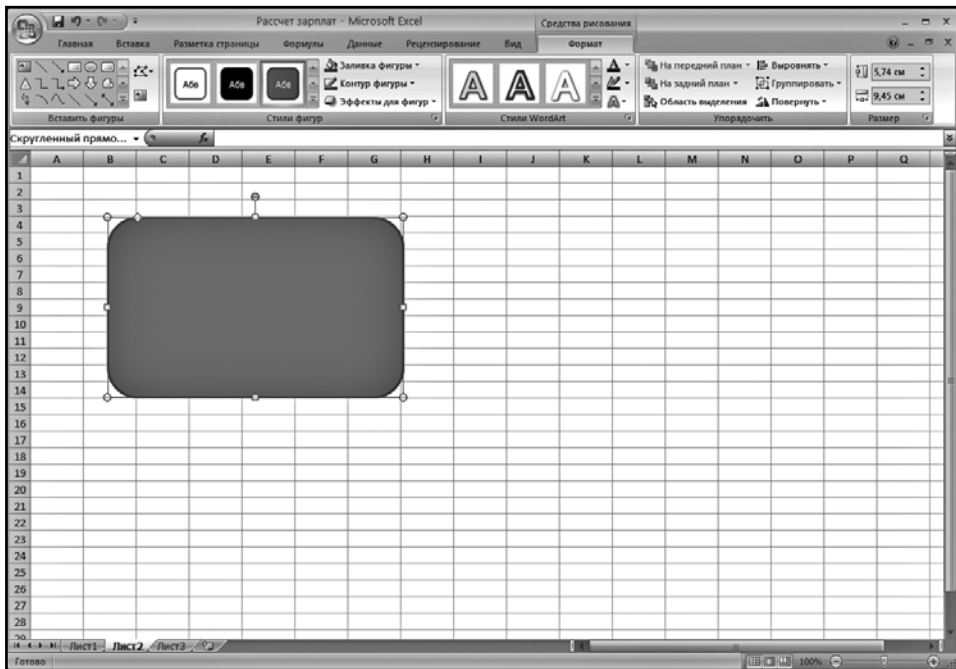 Рассчет зарплат - Microsoft Excel
Средства рисования
Главная Вставка Разметка страницы Формулы Данные Рецензирование Вид Формат
Абв Абв Абв
Заливка фигуры
Контур фигуры
Эффекты для фигур
A A A
A
A
На передний план
На задний план
Область выделения
Выровнять
Группировать
Повернуть
5,74 см
9,45 см
Вставить фигуры Стили фигур Стили WordArt Упорядочить Размер
Скругленный прямо... fx
A B C D E F G H I J K L M N O P Q
1
2
3
4
5
6
7
8
9
10
11
12
13
14
15
16
17
18
19
20
21
22
23
24
25
26
27
28
29
Лист1 Лист2 Лист3
Готово 100%